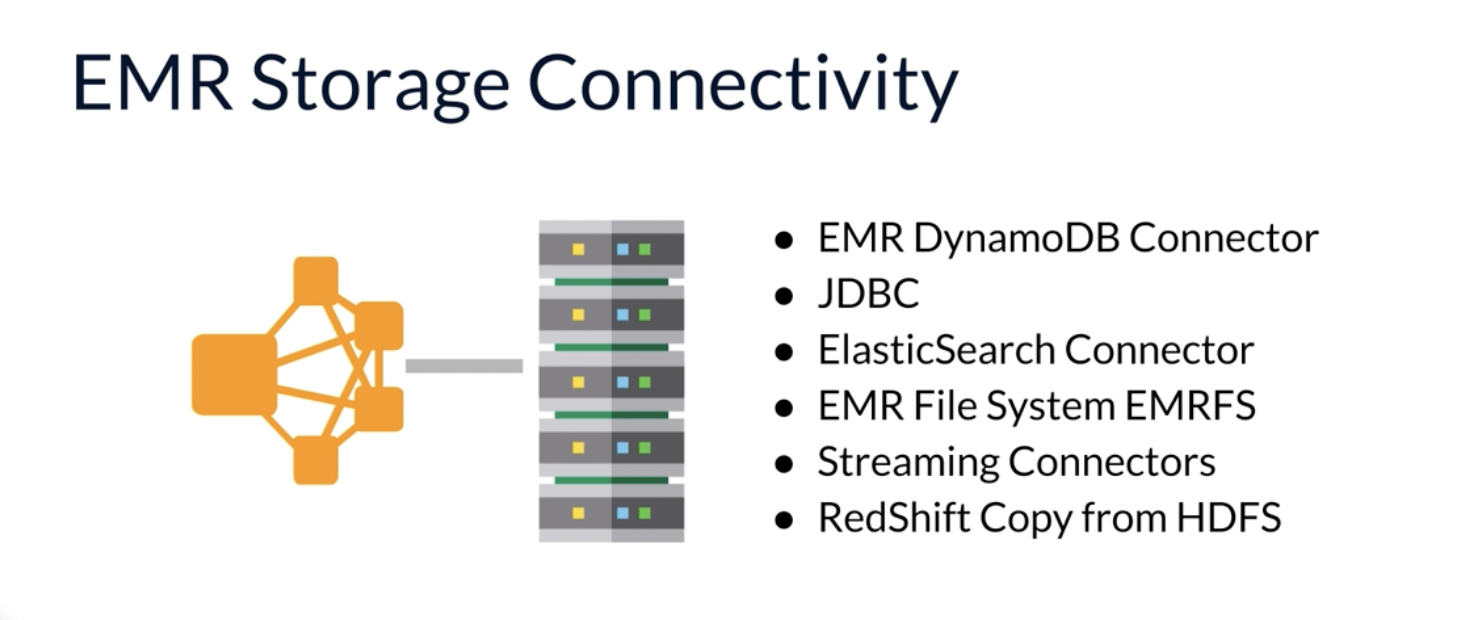 EMR Storage Connectivity
● EMR DynamoDB Connector
● JDBC
● ElasticSearch Connector
● EMR File System EMRFS
● Streaming Connectors
● RedShift Copy from HDFS